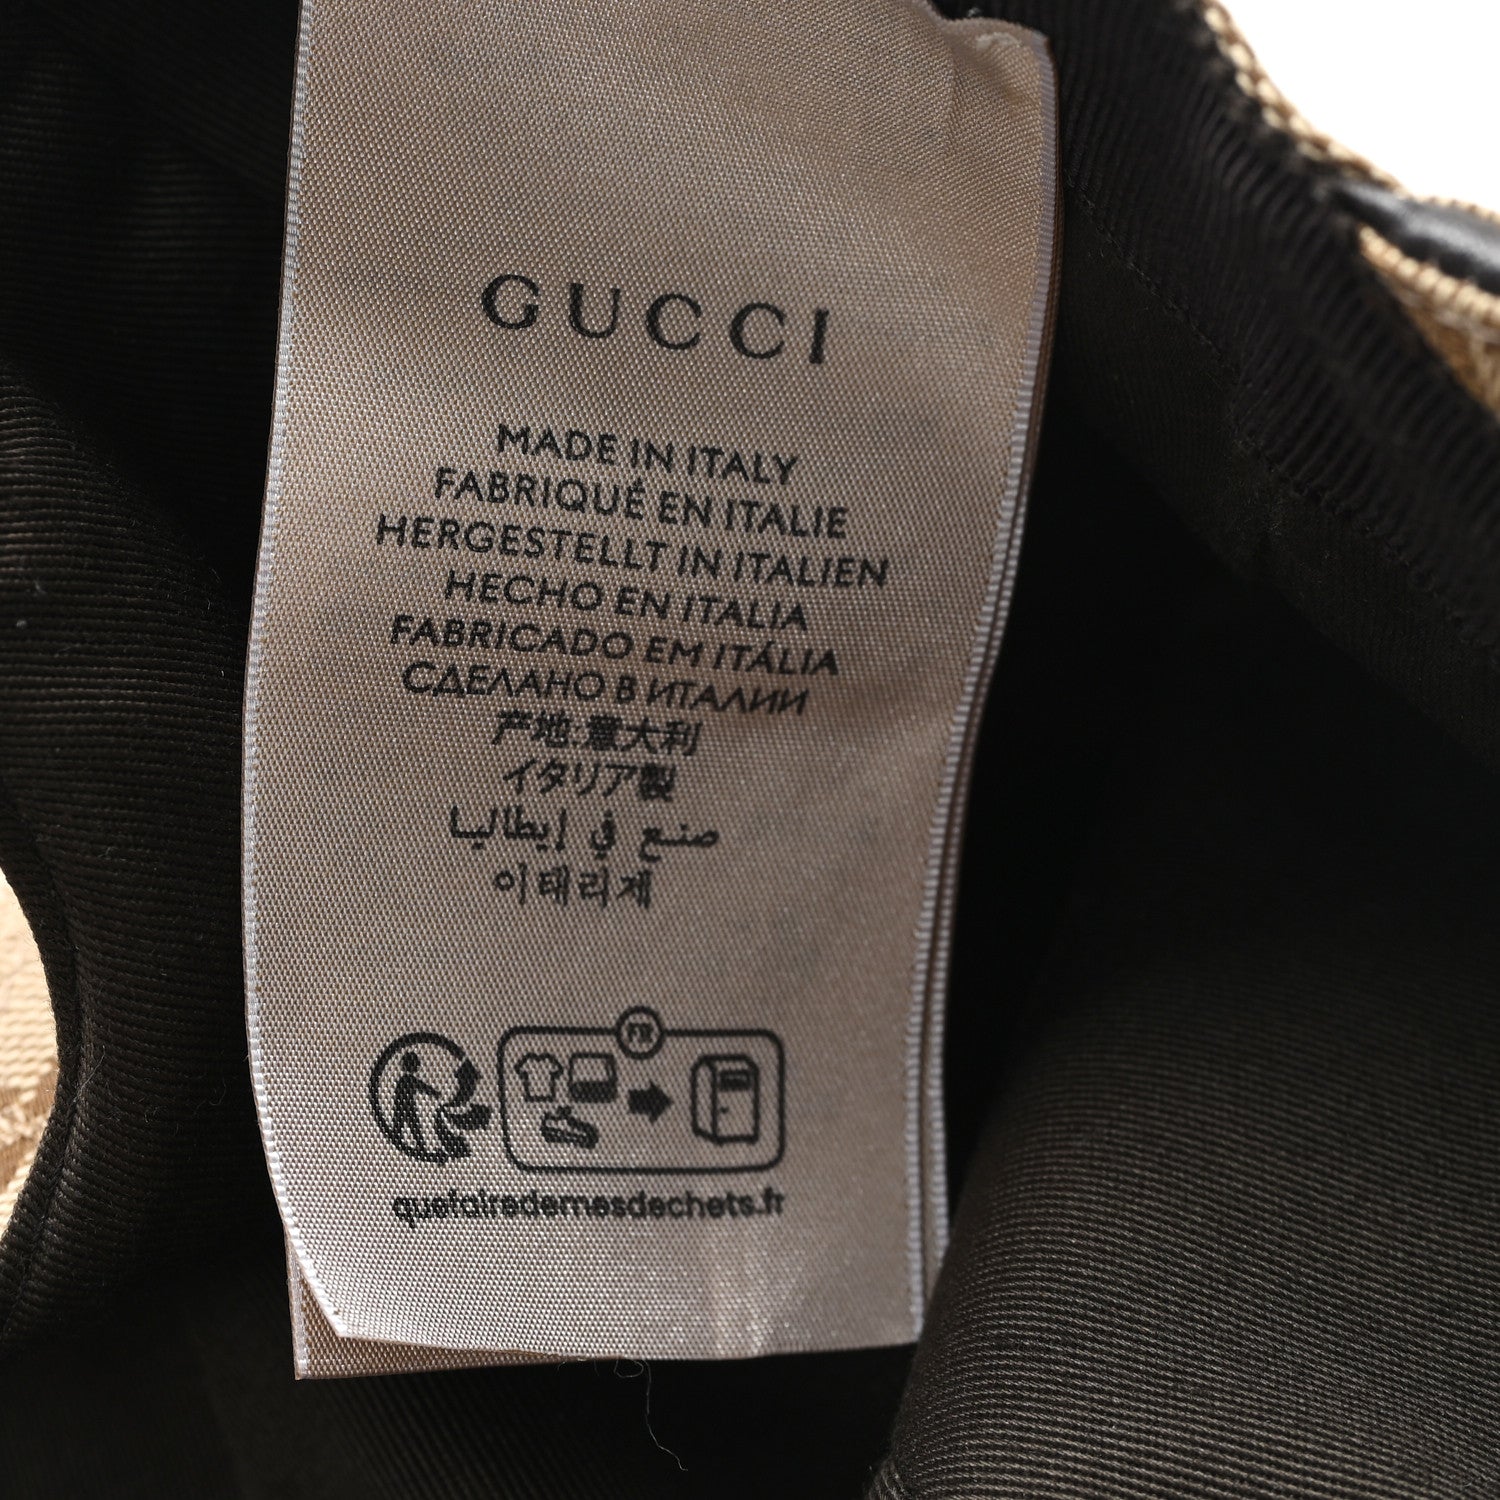 GUCCI
MADE IN ITALY
FABRIQUÉ EN ITALIE
HERGESTELLT IN ITALIEN
HECHO EN ITALIA
FABRICADO EM ITÁLIA
СДЕЛАНО В ИТАЛИИ
产地:意大利
イタリア製
صنع في إيطاليا
이태리제
FR
quefairedemesdechets.fr